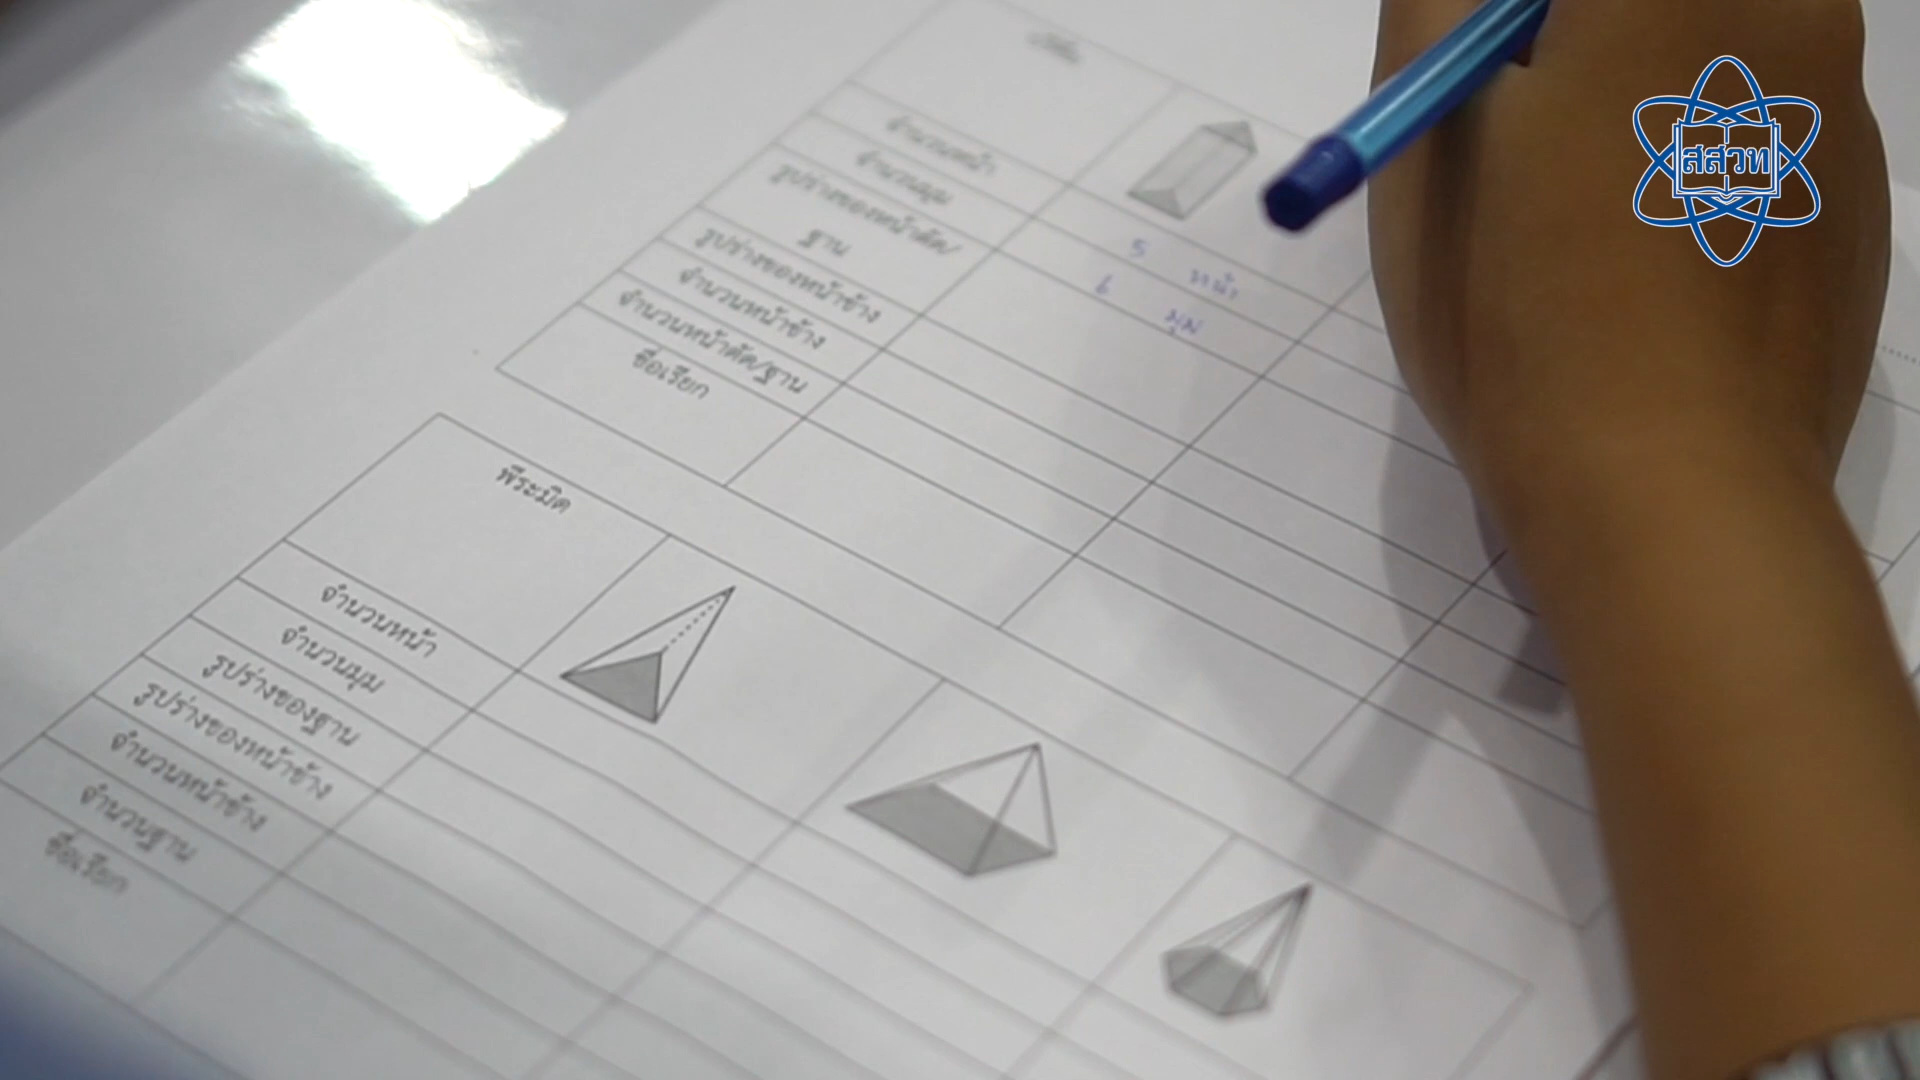 สสวท
ปริซึม
จำนวนหน้า
5 หน้า
จำนวนมุม
6 มุม
รูปร่างของหน้าตัด/
ฐาน
รูปร่างของหน้าข้าง
จำนวนหน้าข้าง
จำนวนหน้าตัด/ฐาน
ชื่อเรียก
พีระมิด
จำนวนหน้า
จำนวนมุม
รูปร่างของฐาน
รูปร่างของหน้าข้าง
จำนวนหน้าข้าง
จำนวนฐาน
ชื่อเรียก